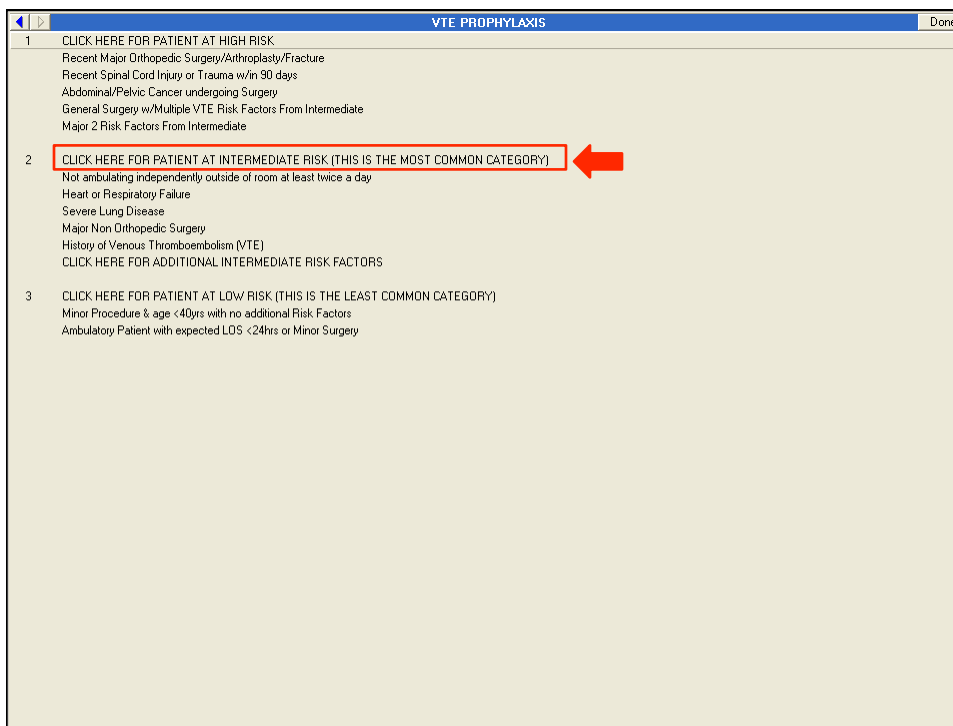 VTE PROPHYLAXIS
Done
1 CLICK HERE FOR PATIENT AT HIGH RISK
Recent Major Orthopedic Surgery/Arthroplasty/Fracture
Recent Spinal Cord Injury or Trauma w/in 90 days
Abdominal/Pelvic Cancer undergoing Surgery
General Surgery w/Multiple VTE Risk Factors From Intermediate
Major 2 Risk Factors From Intermediate
2 CLICK HERE FOR PATIENT AT INTERMEDIATE RISK (THIS IS THE MOST COMMON CATEGORY)
Not ambulating independently outside of room at least twice a day
Heart or Respiratory Failure
Severe Lung Disease
Major Non Orthopedic Surgery
History of Venous Thromboembolism (VTE)
CLICK HERE FOR ADDITIONAL INTERMEDIATE RISK FACTORS
3 CLICK HERE FOR PATIENT AT LOW RISK (THIS IS THE LEAST COMMON CATEGORY)
Minor Procedure & age <40yrs with no additional Risk Factors
Ambulatory Patient with expected LOS <24hrs or Minor Surgery